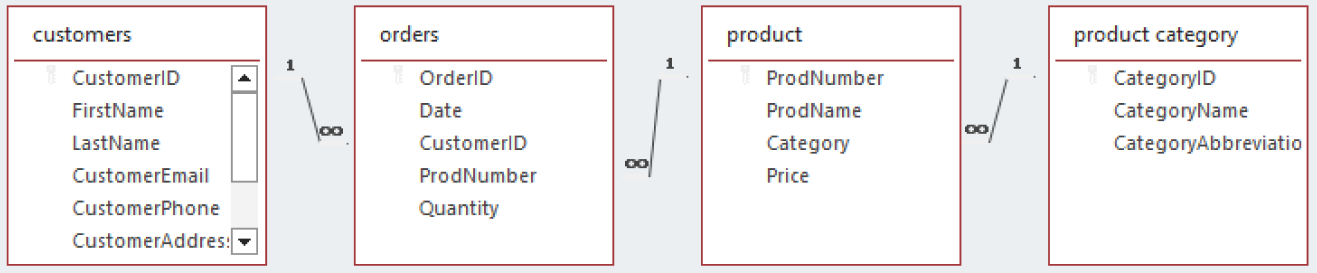 customers
CustomerID
FirstName
LastName
CustomerEmail
CustomerPhone
CustomerAddres
1
∞
orders
OrderID
Date
CustomerID
ProdNumber
Quantity
1
∞
product
ProdNumber
ProdName
Category
Price
1
∞
product category
CategoryID
CategoryName
CategoryAbbreviatio